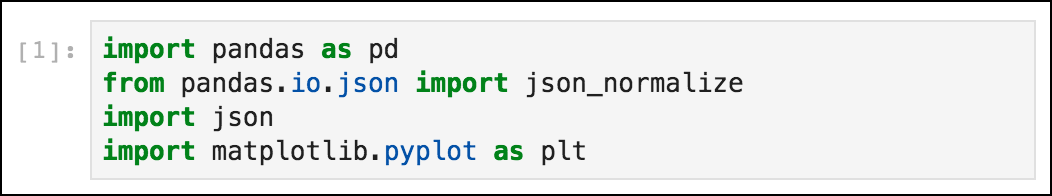 [1]: import pandas as pd
from pandas.io.json import json_normalize
import json
import matplotlib.pyplot as plt